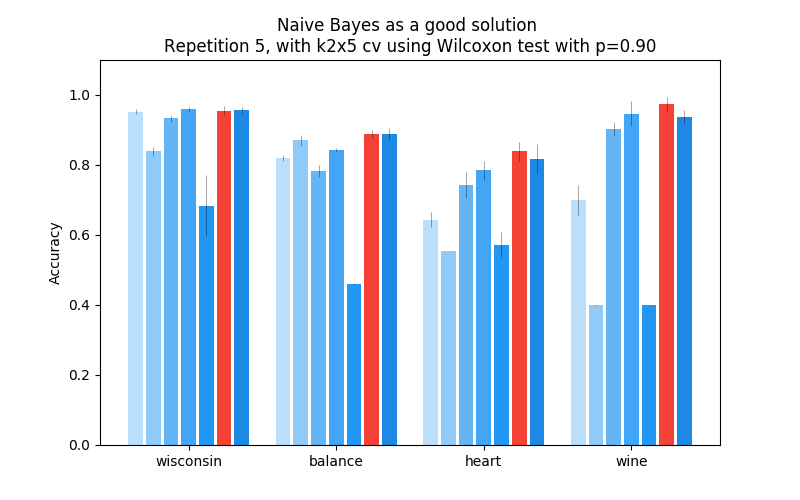 Naive Bayes as a good solution
Repetition 5, with k2x5 cv using Wilcoxon test with p=0.90
1.0
0.8
0.6
0.4
0.2
0.0
Accuracy
wisconsin
balance
heart
wine